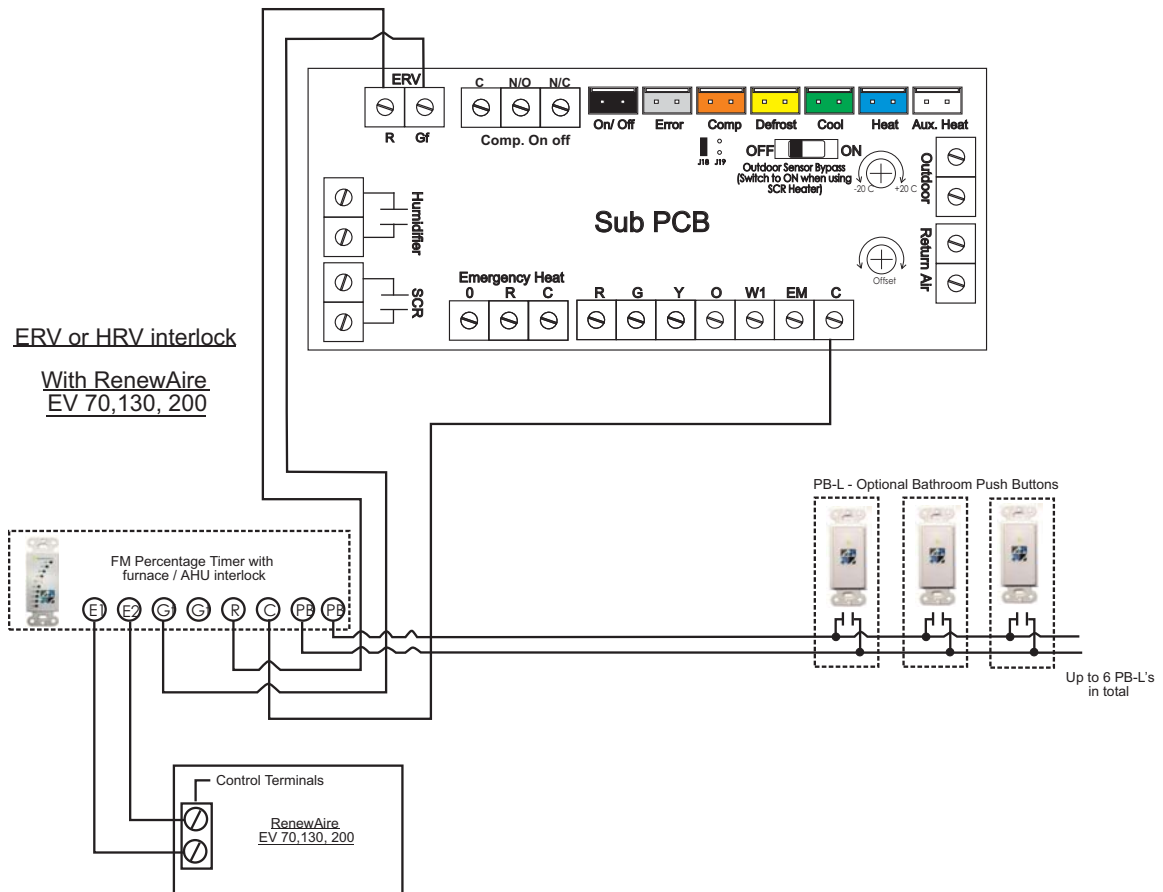 ERV
R Gf
C N/O N/C
Comp. On off
On/ Off Error Comp Defrost Cool Heat Aux. Heat
J18 J19
OFF ON
Outdoor Sensor Bypass
(Switch to ON when using
SCR Heater)
-20 C +20 C
Outdoor
Humidifier
Sub PCB
Return Air
Offset
SCR
Emergency Heat
0 R C
R G Y O W1 EM C
ERV or HRV interlock
With RenewAire
EV 70,130, 200
PB-L - Optional Bathroom Push Buttons
FM Percentage Timer with
furnace / AHU interlock
E1 E2 Gf Gf R C PB PB
Up to 6 PB-L's
in total
Control Terminals
RenewAire
EV 70,130, 200